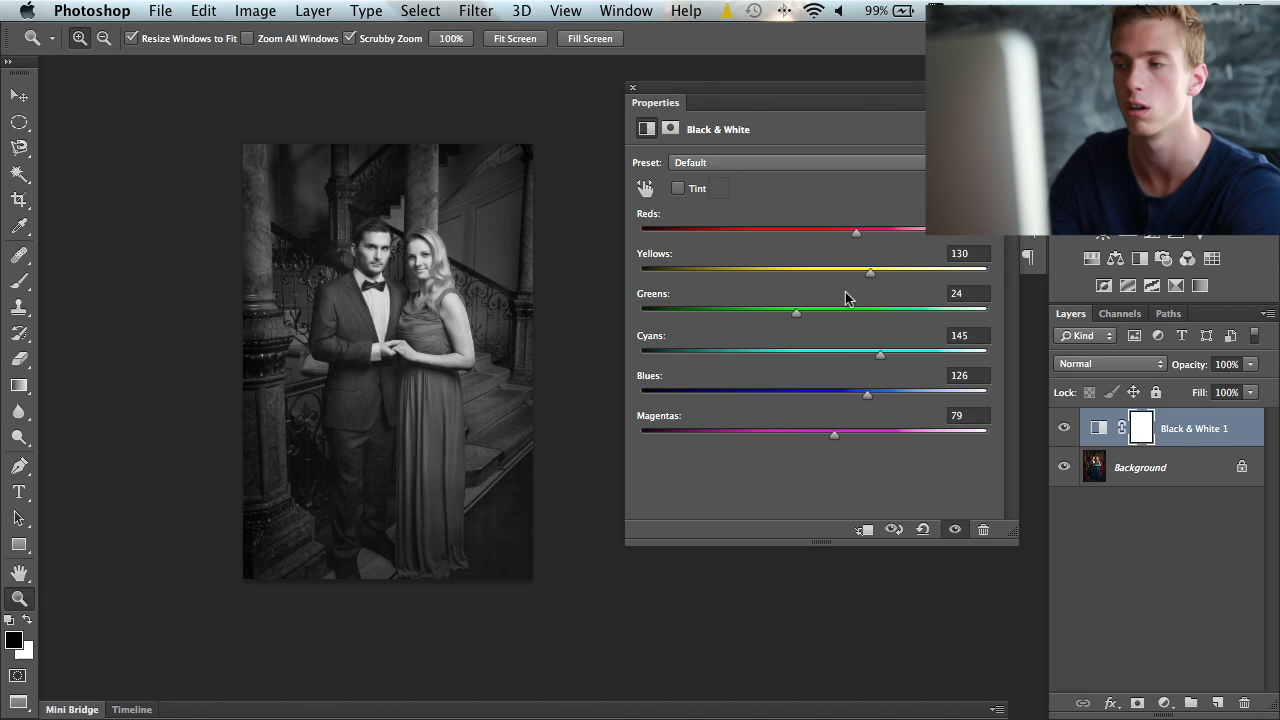 Photoshop File Edit Image Layer Type Select Filter 3D View Window Help 99%
Resize Windows to Fit Zoom All Windows Scrubby Zoom 100% Fit Screen Fill Screen
Properties
Black & White
Preset: Default
Tint
Reds:
Yellows: 130
Greens: 24
Cyans: 145
Blues: 126
Magentas: 79
Layers Channels Paths
Kind
Normal Opacity: 100%
Lock: Fill: 100%
Black & White 1
Background
Mini Bridge Timeline